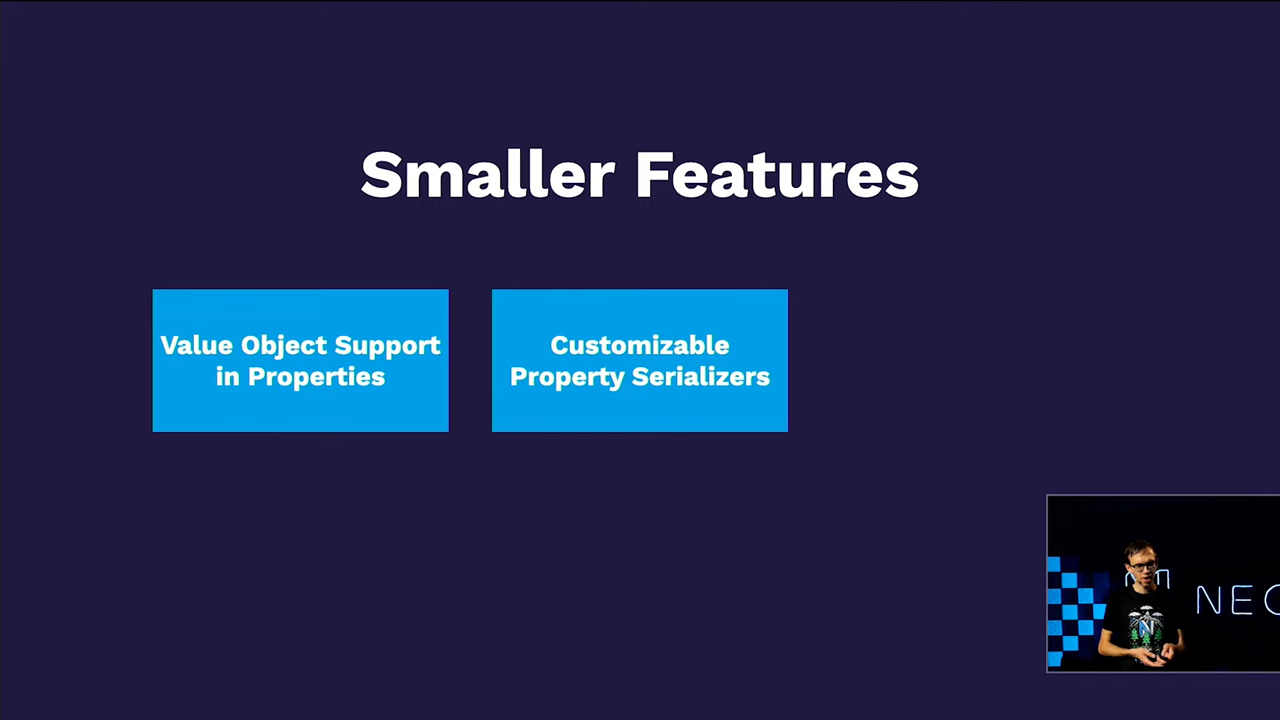 Smaller Features
Value Object Support
in Properties
Customizable
Property Serializers
NEO
N